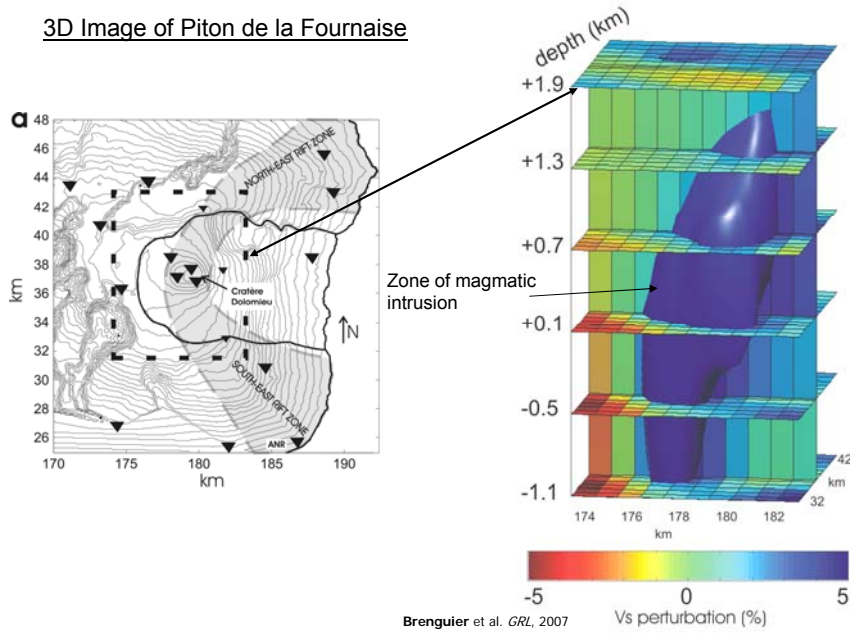 3D Image of Piton de la Fournaise
a
48
46
44
42
40
38
36
34
32
30
28
26
km
170 175 180 185 190
km
NORTH-EAST RIFT ZONE
Cratère
Dolomieu
N
SOUTH-EAST RIFT ZONE
ANR
Zone of magmatic
intrusion
depth (km)
+1.9
+1.3
+0.7
+0.1
-0.5
-1.1
174 176 178 180 182
km
42
km
32
-5 0 5
Vs perturbation (%)
Brenguier et al. GRL, 2007